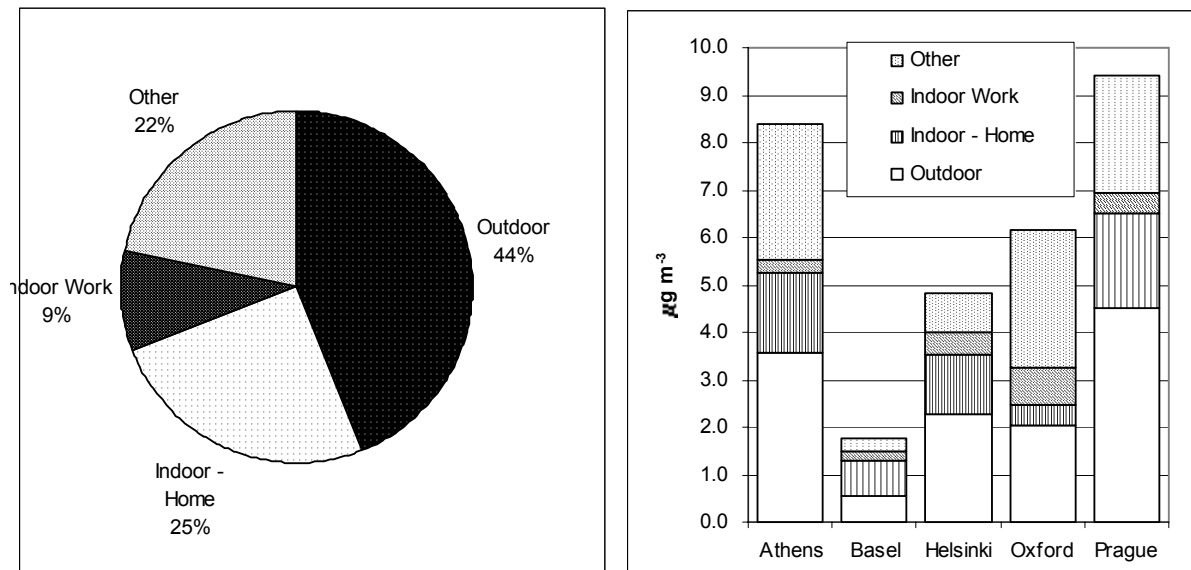 Other
22%
Outdoor
44%
ndoor Work
9%
Indoor -
Home
25%
10.0
9.0
8.0
7.0
6.0
5.0
4.0
3.0
2.0
1.0
0.0
µg m⁻³
Other
Indoor Work
Indoor - Home
Outdoor
Athens Basel Helsinki Oxford Prague